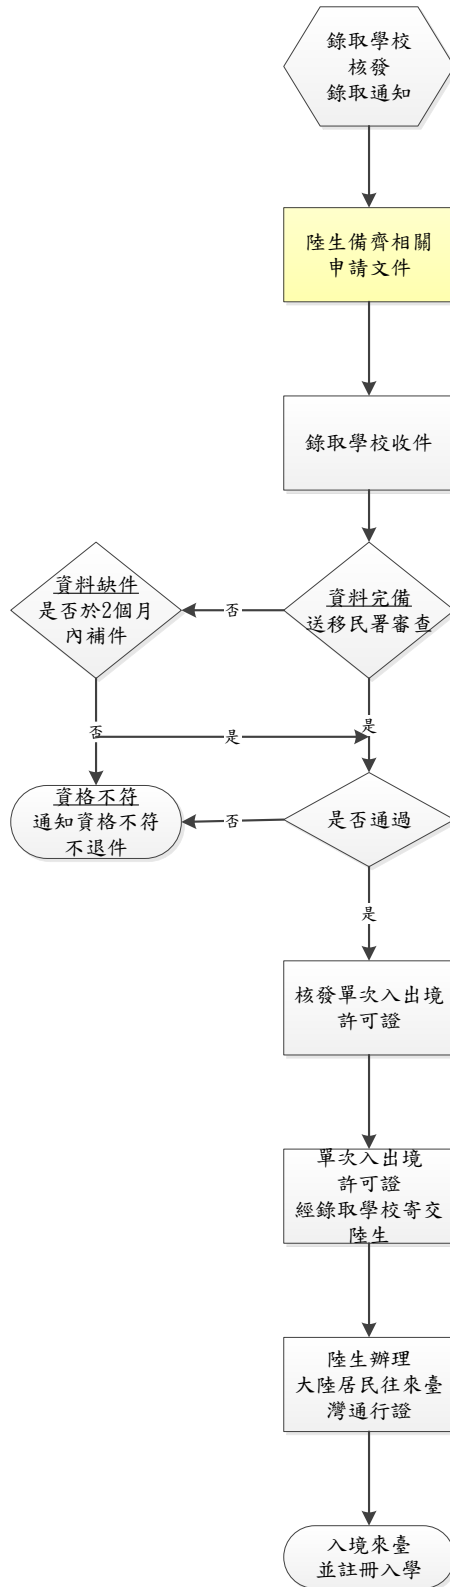 錄取學校
核發
錄取通知
陸生備齊相關
申請文件
錄取學校收件
資料缺件
是否於2個月
內補件
否
資料完備
送移民署審查
否
是
是
資格不符
通知資格不符
不退件
否
是否通過
是
核發單次入出境
許可證
單次入出境
許可證
經錄取學校寄交
陸生
陸生辦理
大陸居民往來臺
灣通行證
入境來臺
並註冊入學